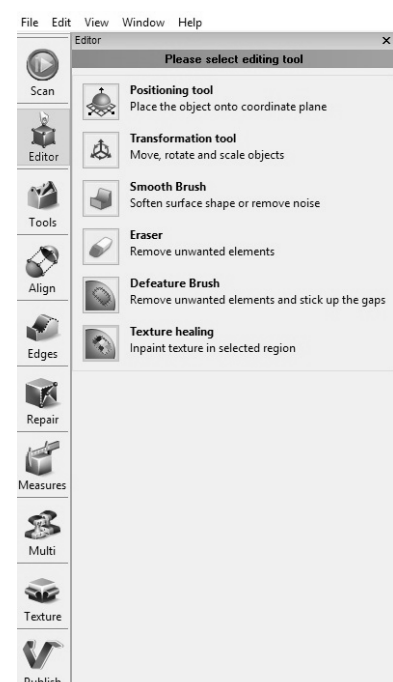 File Edit View Window Help
Editor x
Please select editing tool
Scan
Editor
Tools
Align
Edges
Repair
Measures
Multi
Texture
Publish
Positioning tool
Place the object onto coordinate plane
Transformation tool
Move, rotate and scale objects
Smooth Brush
Soften surface shape or remove noise
Eraser
Remove unwanted elements
Defeature Brush
Remove unwanted elements and stick up the gaps
Texture healing
Inpaint texture in selected region